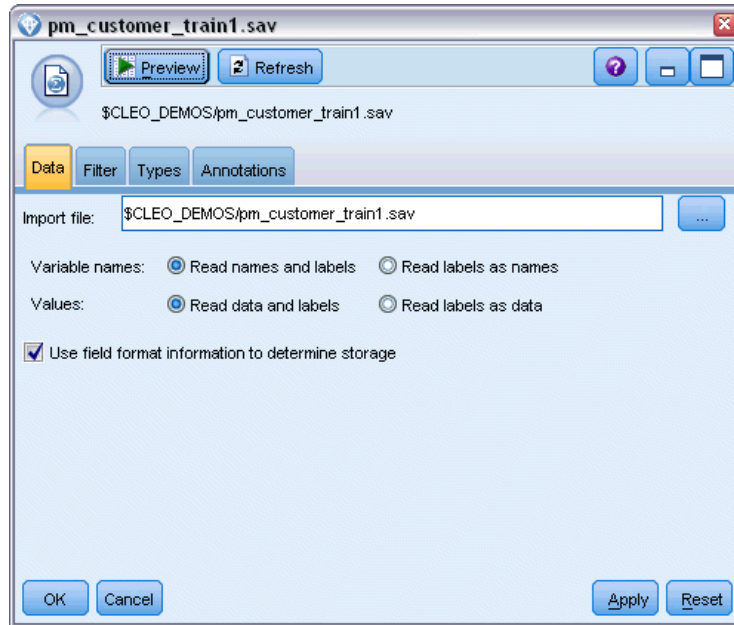 pm_customer_train1.sav
Preview Refresh ?
$CLEO_DEMOS/pm_customer_train1.sav
Data Filter Types Annotations
Import file: $CLEO_DEMOS/pm_customer_train1.sav ...
Variable names: Read names and labels Read labels as names
Values: Read data and labels Read labels as data
Use field format information to determine storage
OK Cancel Apply Reset